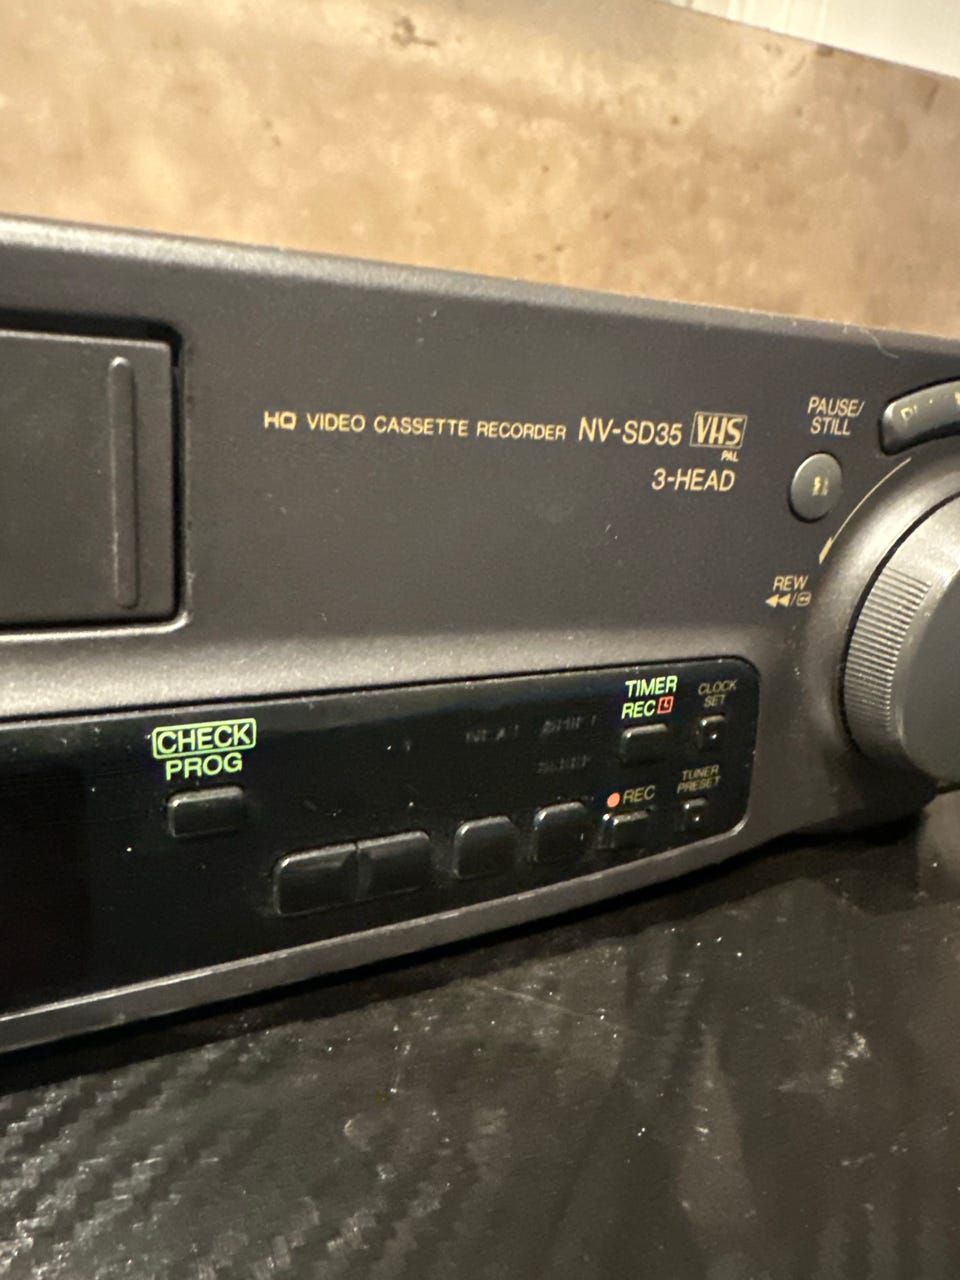 HQ VIDEO CASSETTE RECORDER NV-SD35 VHS
PAL
3-HEAD
PAUSE/
STILL
REW
CHECK
PROG
TIMER
REC
CLOCK
SET
REC
TUNER
PRESET